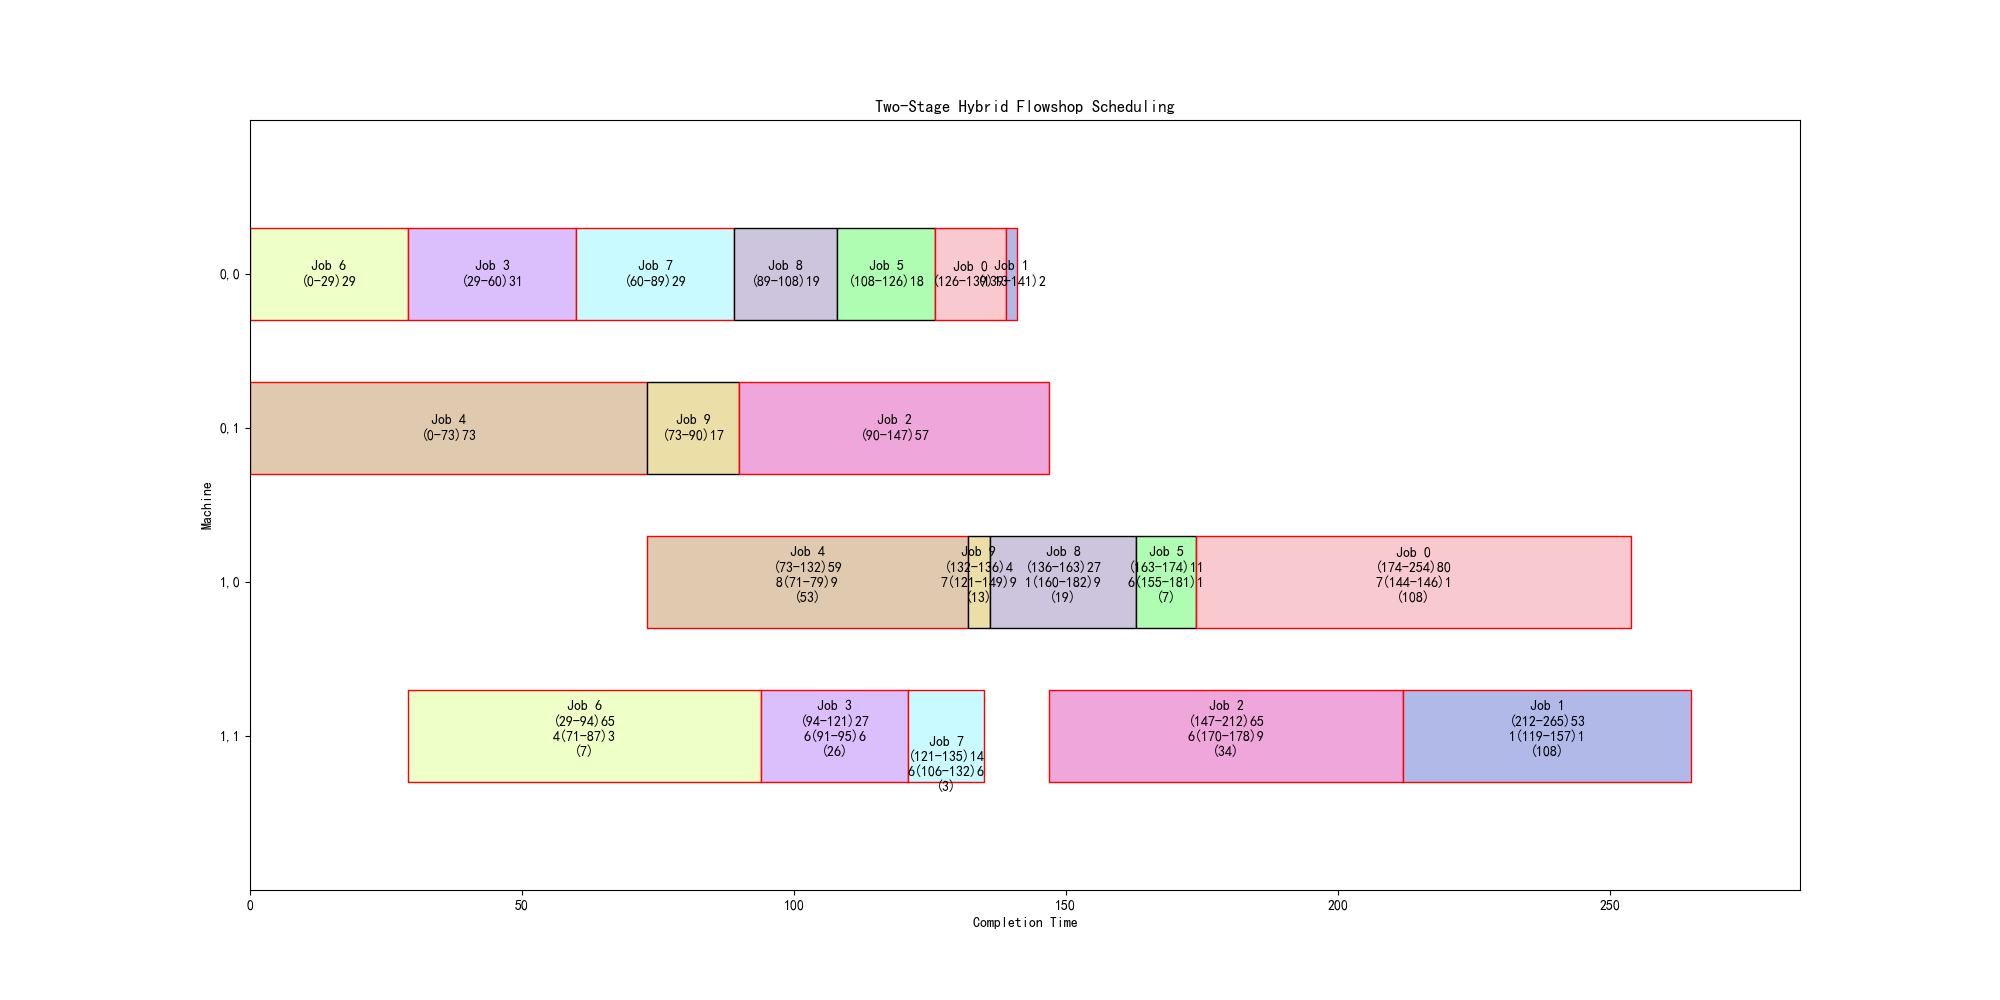 Two-Stage Hybrid Flowshop Scheduling
0,0
Job 6
(0-29)29
Job 3
(29-60)31
Job 7
(60-89)29
Job 8
(89-108)19
Job 5
(108-126)18
Job 0
(126-139)13
Job 1
(139-141)2
0,1
Job 4
(0-73)73
Job 9
(73-90)17
Job 2
(90-147)57
Machine
1,0
Job 4
(73-132)59
8(71-79)9
(53)
Job 9
(132-136)4
7(121-149)9
(13)
Job 8
(136-163)27
1(160-182)9
(19)
Job 5
(163-174)11
6(155-181)1
(7)
Job 0
(174-254)80
7(144-146)1
(108)
1,1
Job 6
(29-94)65
4(71-87)3
(7)
Job 3
(94-121)27
6(91-95)6
(26)
Job 7
(121-135)14
6(106-132)6
(3)
Job 2
(147-212)65
6(170-178)9
(34)
Job 1
(212-265)53
1(119-157)1
(108)
0
50
100
150
200
250
Completion Time